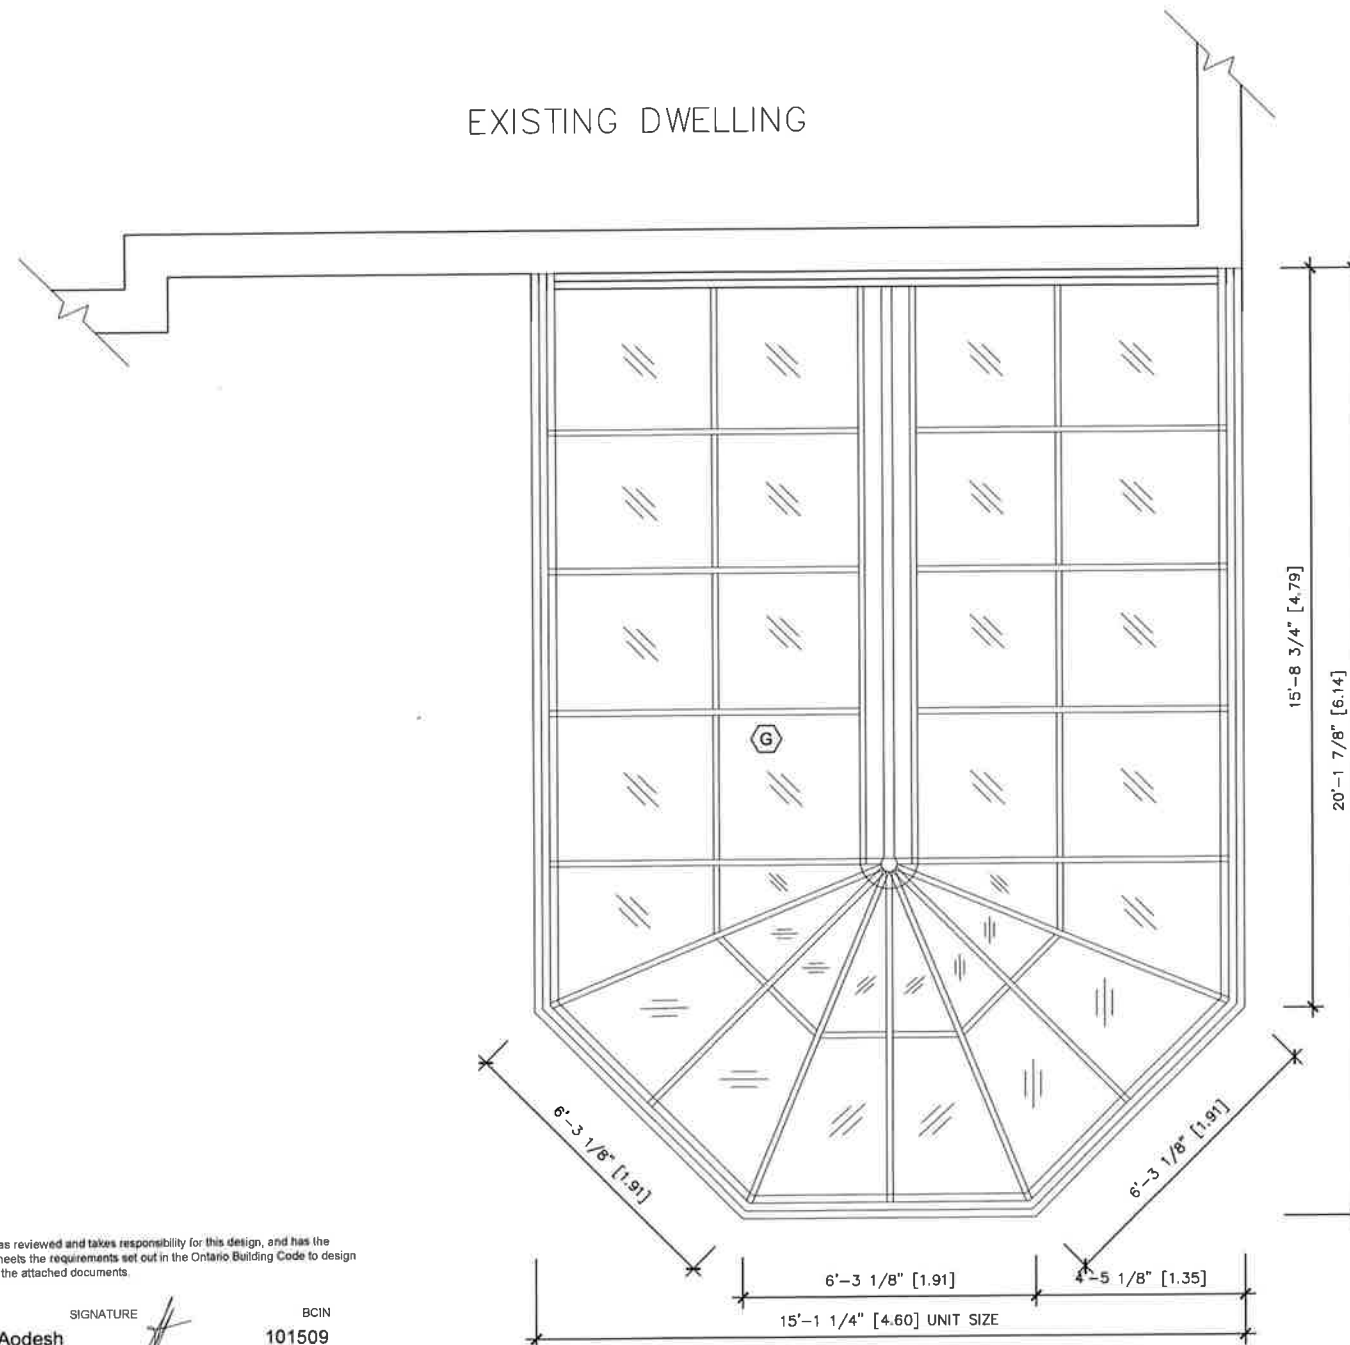 EXISTING DWELLING
15'-8 3/4" [4.79]
20'-1 7/8" [6.14]
G
6'-3 1/8" [1.91]
6'-3 1/8" [1.91]
6'-3 1/8" [1.91]
4'-5 1/8" [1.35]
15'-1 1/4" [4.60] UNIT SIZE
as reviewed and takes responsibility for this design, and has the
meets the requirements set out in the Ontario Building Code to design
the attached documents.
SIGNATURE BCIN
Aodesh 101509